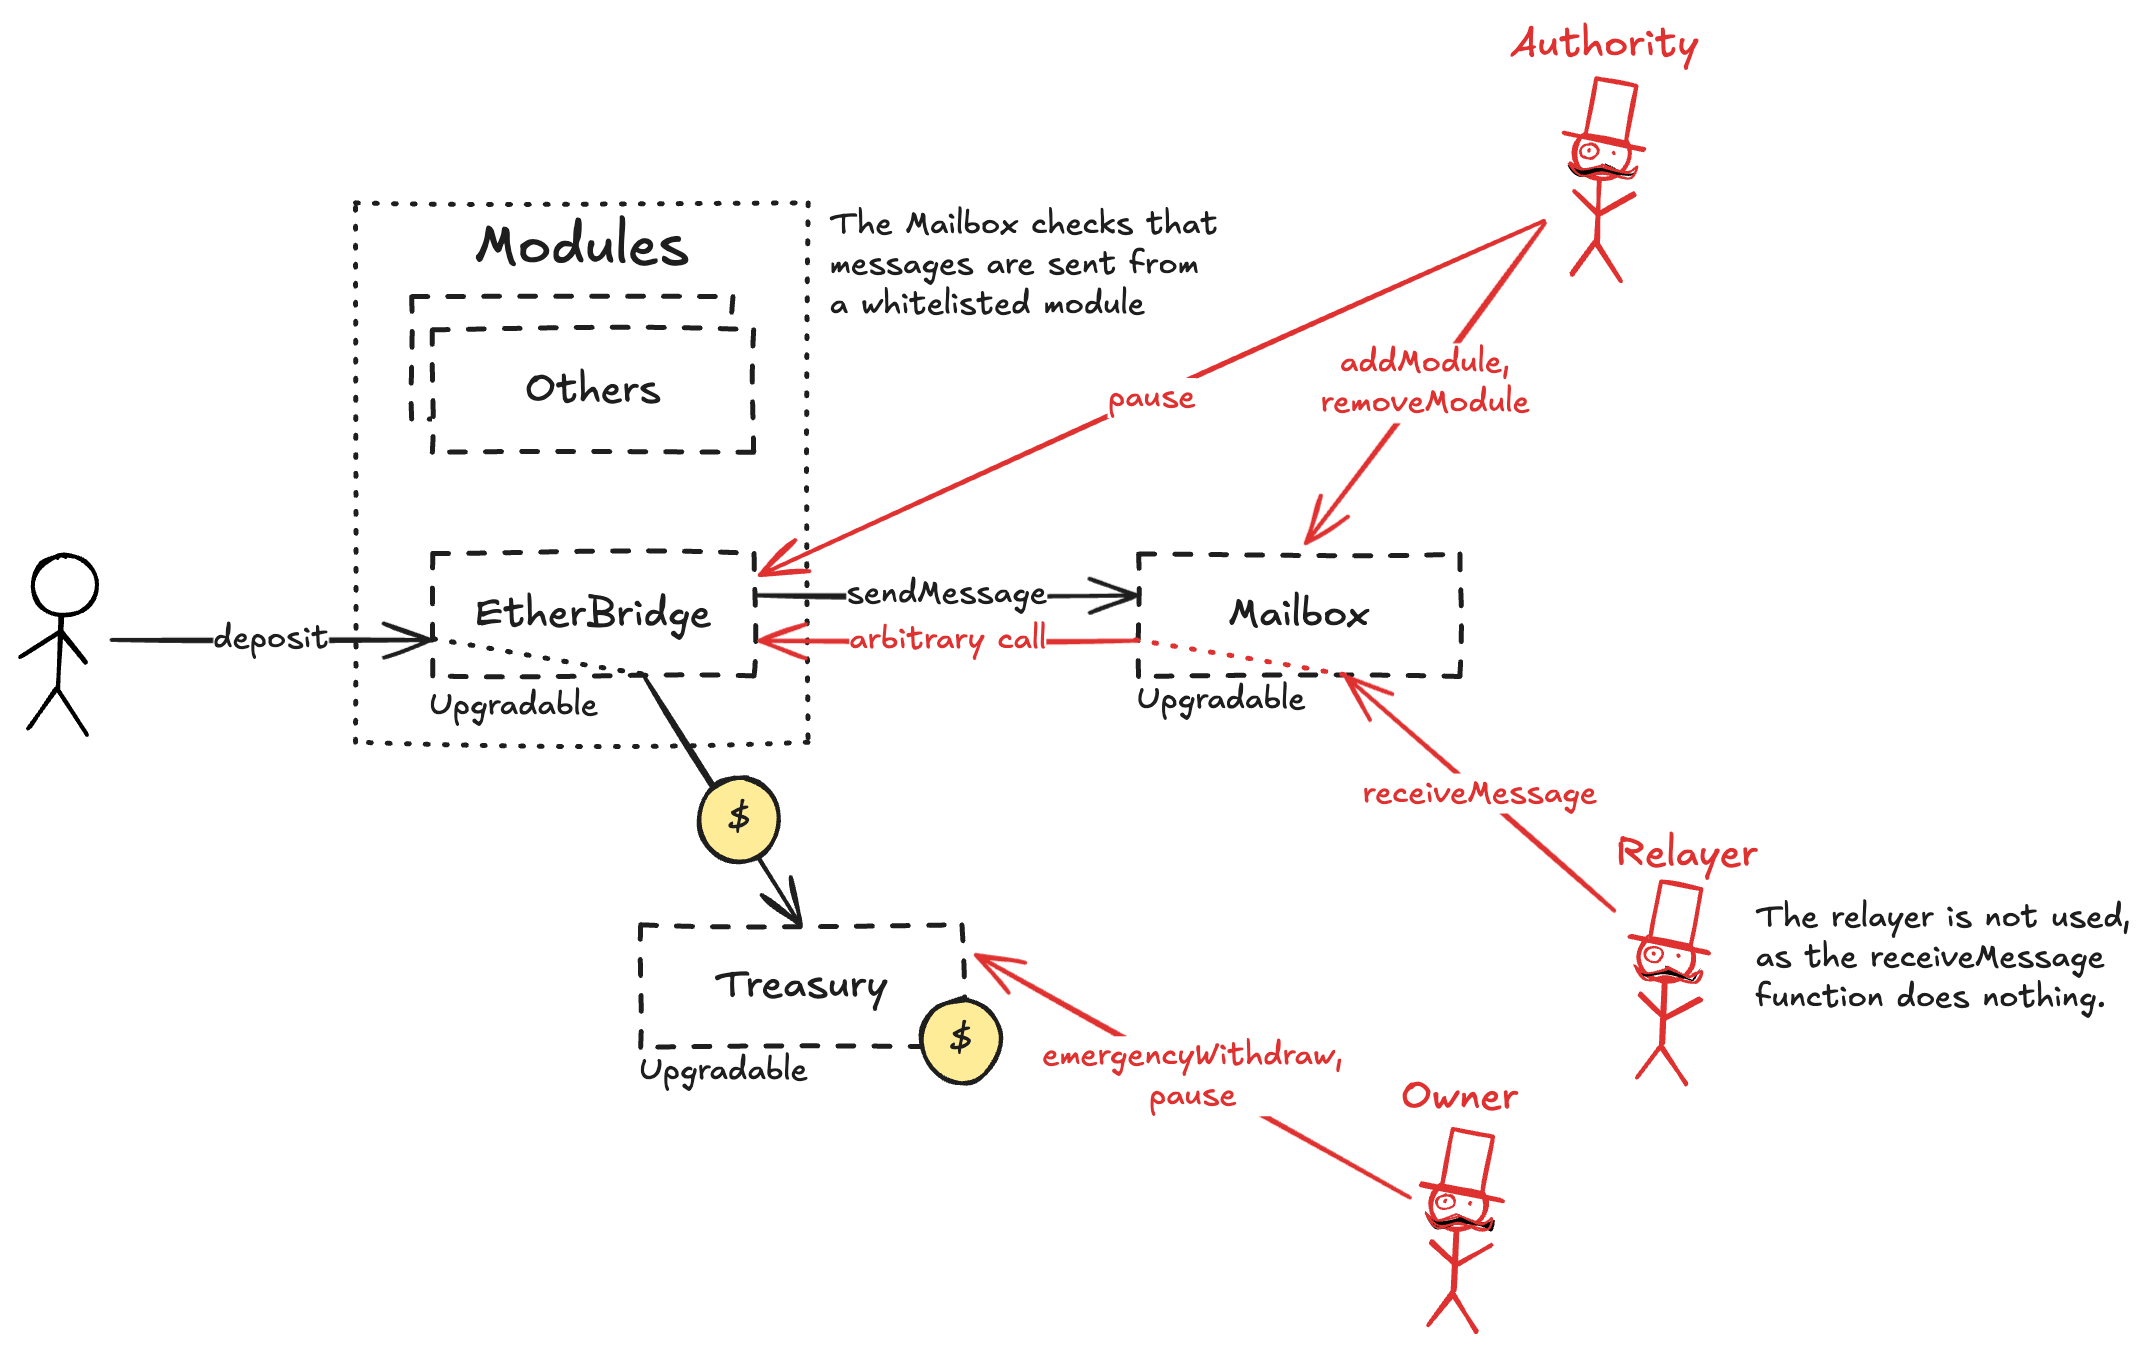 Authority
Modules
The Mailbox checks that
messages are sent from
a whitelisted module
Others
pause
addModule,
removeModule
deposit
EtherBridge
Upgradable
sendMessage
arbitrary call
Mailbox
Upgradable
$
receiveMessage
Relayer
The relayer is not used,
as the receiveMessage
function does nothing.
Treasury
$
Upgradable
emergencyWithdraw,
pause
Owner